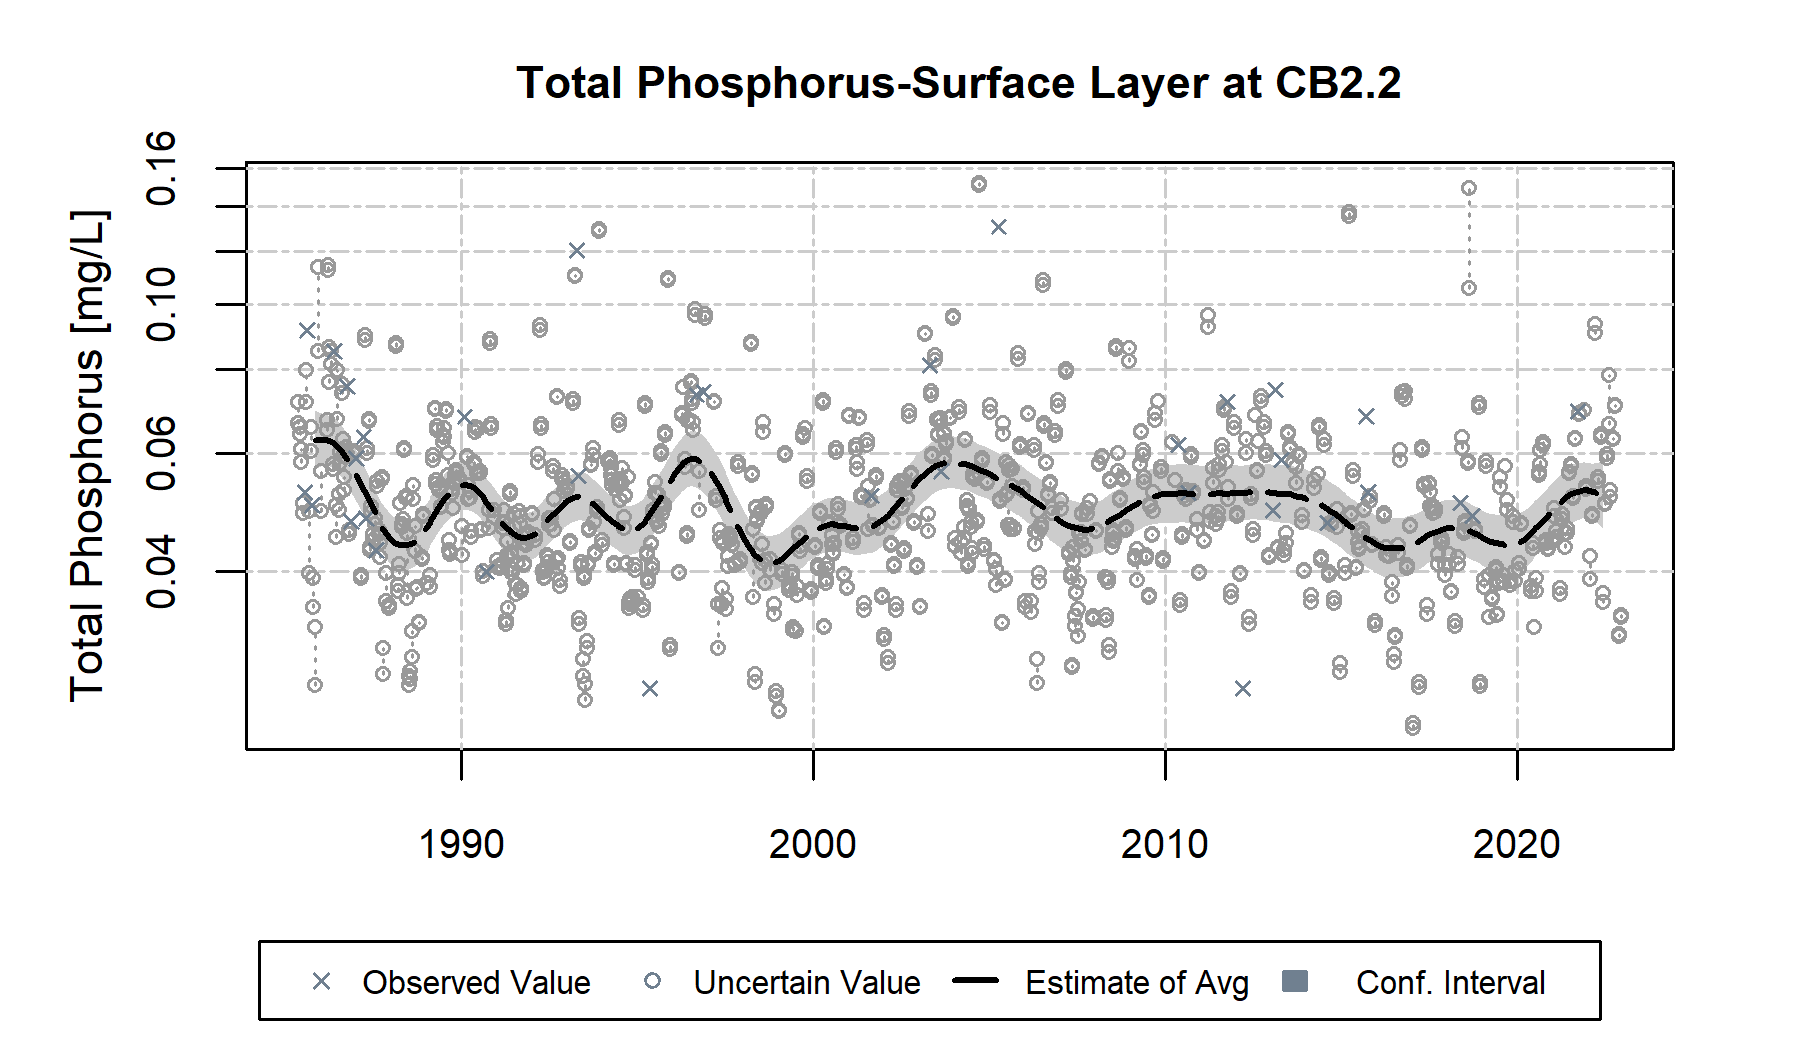 Total Phosphorus-Surface Layer at CB2.2
Total Phosphorus [mg/L]
0.16
0.10
0.06
0.04
1990 2000 2010 2020
Observed Value Uncertain Value Estimate of Avg Conf. Interval